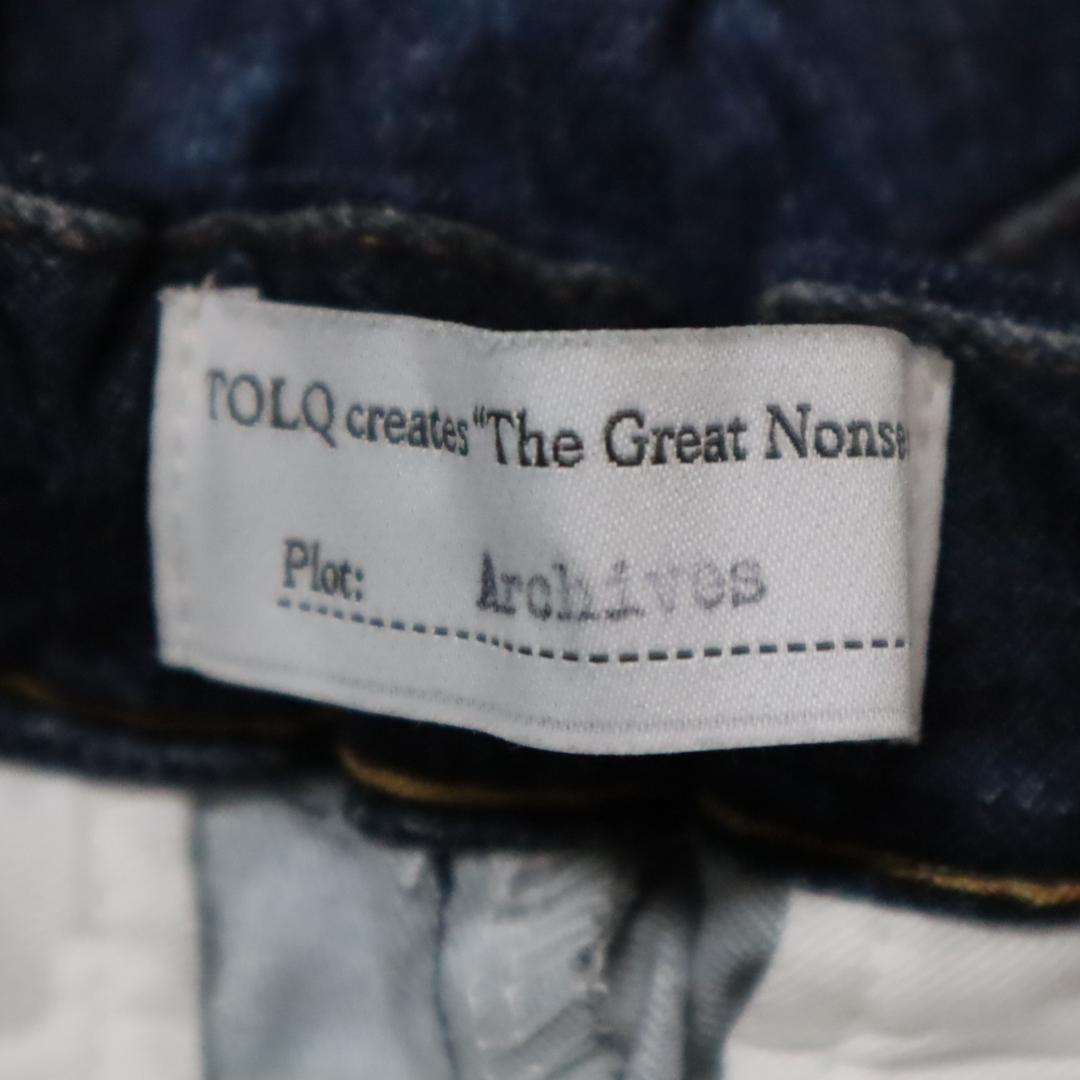 TOLQ creates "The Great Nonse
Plot: Archives